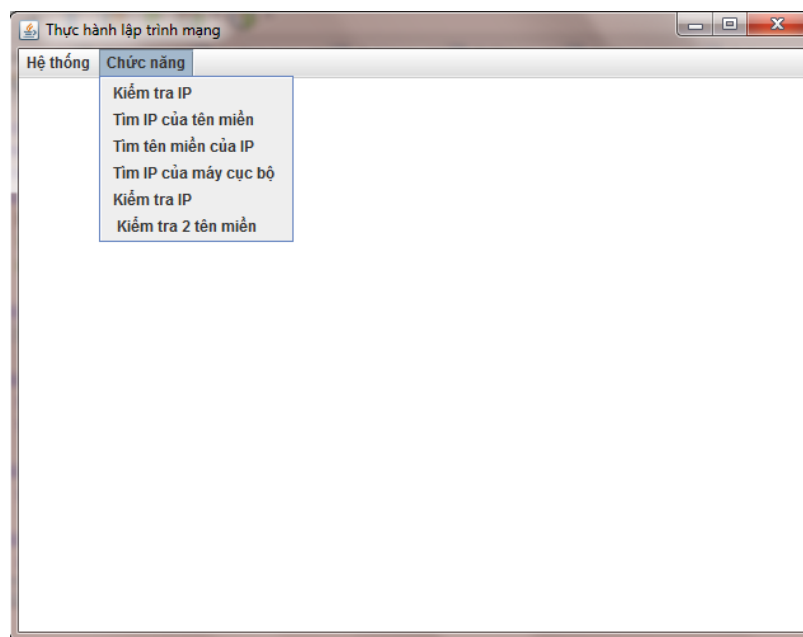 Thực hành lập trình mạng
Hệ thống Chức năng
Kiểm tra IP
Tìm IP của tên miền
Tìm tên miền của IP
Tìm IP của máy cục bộ
Kiểm tra IP
Kiểm tra 2 tên miền